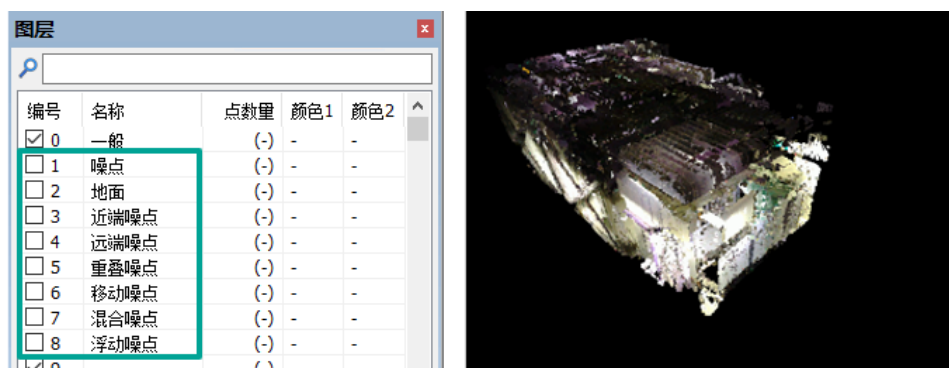 图层
编号 名称 点数量 颜色1 颜色2
0 一般 (-) - -
1 噪点 (-) - -
2 地面 (-) - -
3 近端噪点 (-) - -
4 远端噪点 (-) - -
5 重叠噪点 (-) - -
6 移动噪点 (-) - -
7 混合噪点 (-) - -
8 浮动噪点 (-) - -